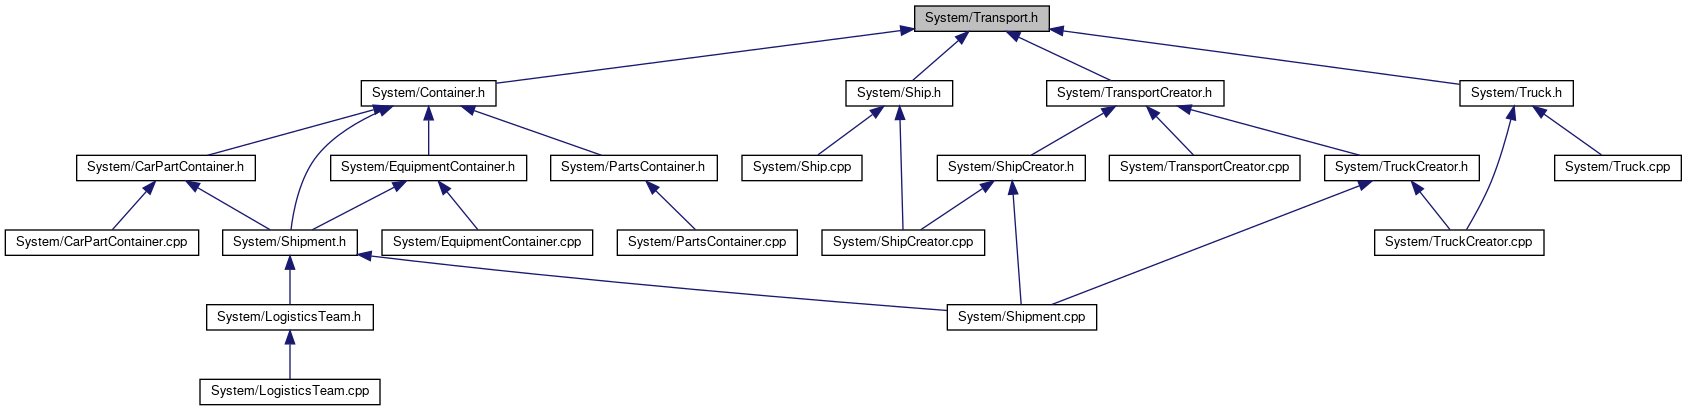 System/Transport.h
System/Container.h
System/Ship.h
System/TransportCreator.h
System/Truck.h
System/CarPartContainer.h
System/EquipmentContainer.h
System/PartsContainer.h
System/Ship.cpp
System/ShipCreator.h
System/TransportCreator.cpp
System/TruckCreator.h
System/Truck.cpp
System/CarPartContainer.cpp
System/Shipment.h
System/EquipmentContainer.cpp
System/PartsContainer.cpp
System/ShipCreator.cpp
System/TruckCreator.cpp
System/LogisticsTeam.h
System/Shipment.cpp
System/LogisticsTeam.cpp